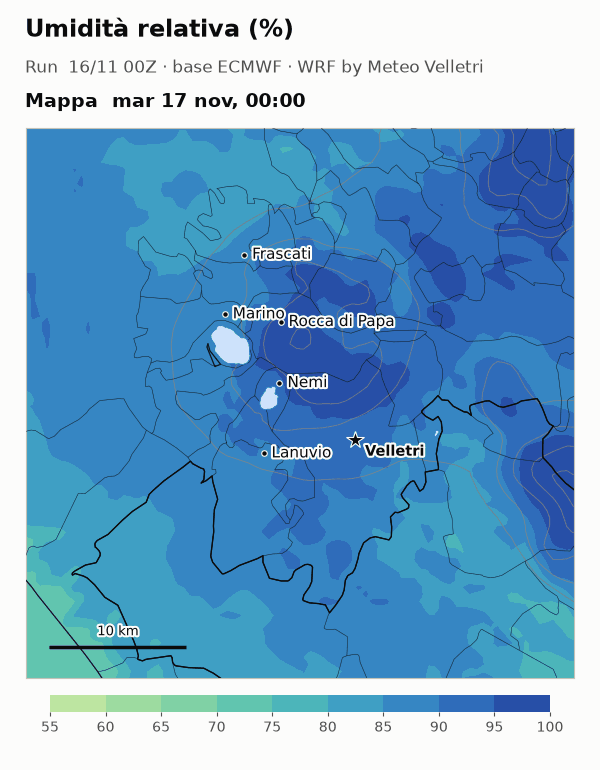 Umidità relativa (%)
Run  16/11 00Z · base ECMWF · WRF by Meteo Velletri
Mappa  mar 17 nov, 00:00
Frascati
Marino
Rocca di Papa
Nemi
Velletri
Lanuvio
10 km
55 60 65 70 75 80 85 90 95 100